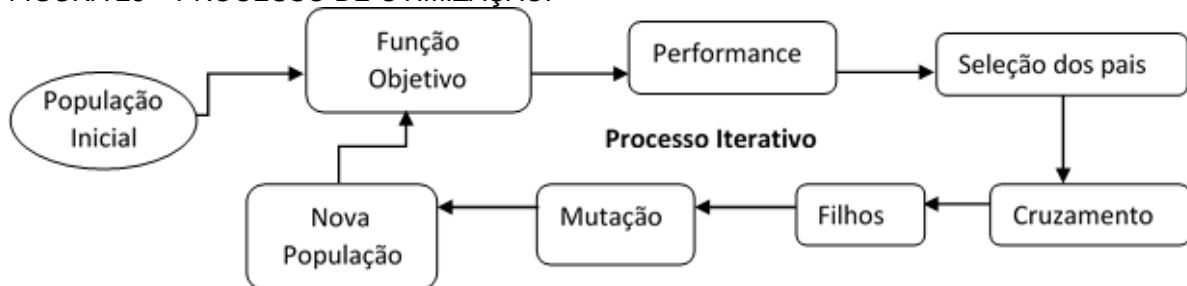 População
Inicial
Função
Objetivo
Performance
Seleção dos pais
Processo Iterativo
Nova
População
Mutação
Filhos
Cruzamento